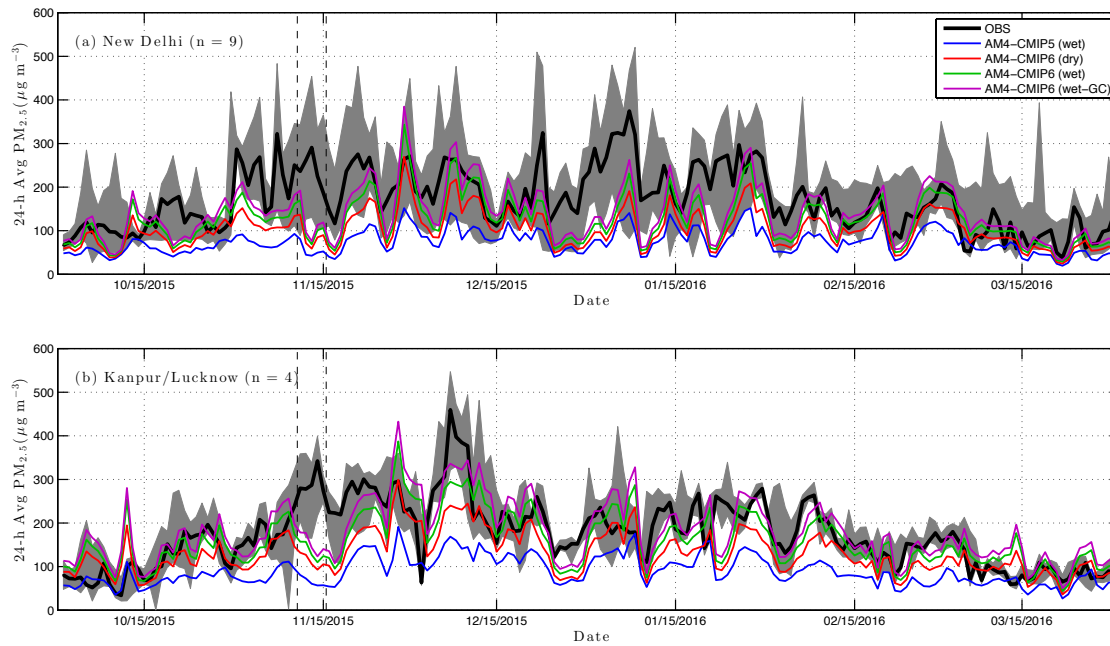 600
500
400
300
200
100
0
24-h Avg PM2.5(μg m−3)
(a) New Delhi (n = 9)
OBS
AM4−CMIP5 (wet)
AM4−CMIP6 (dry)
AM4−CMIP6 (wet)
AM4−CMIP6 (wet−GC)
10/15/2015 11/15/2015 12/15/2015 01/15/2016 02/15/2016 03/15/2016
Date
600
500
400
300
200
100
0
24-h Avg PM2.5(μg m−3)
(b) Kanpur/Lucknow (n = 4)
10/15/2015 11/15/2015 12/15/2015 01/15/2016 02/15/2016 03/15/2016
Date